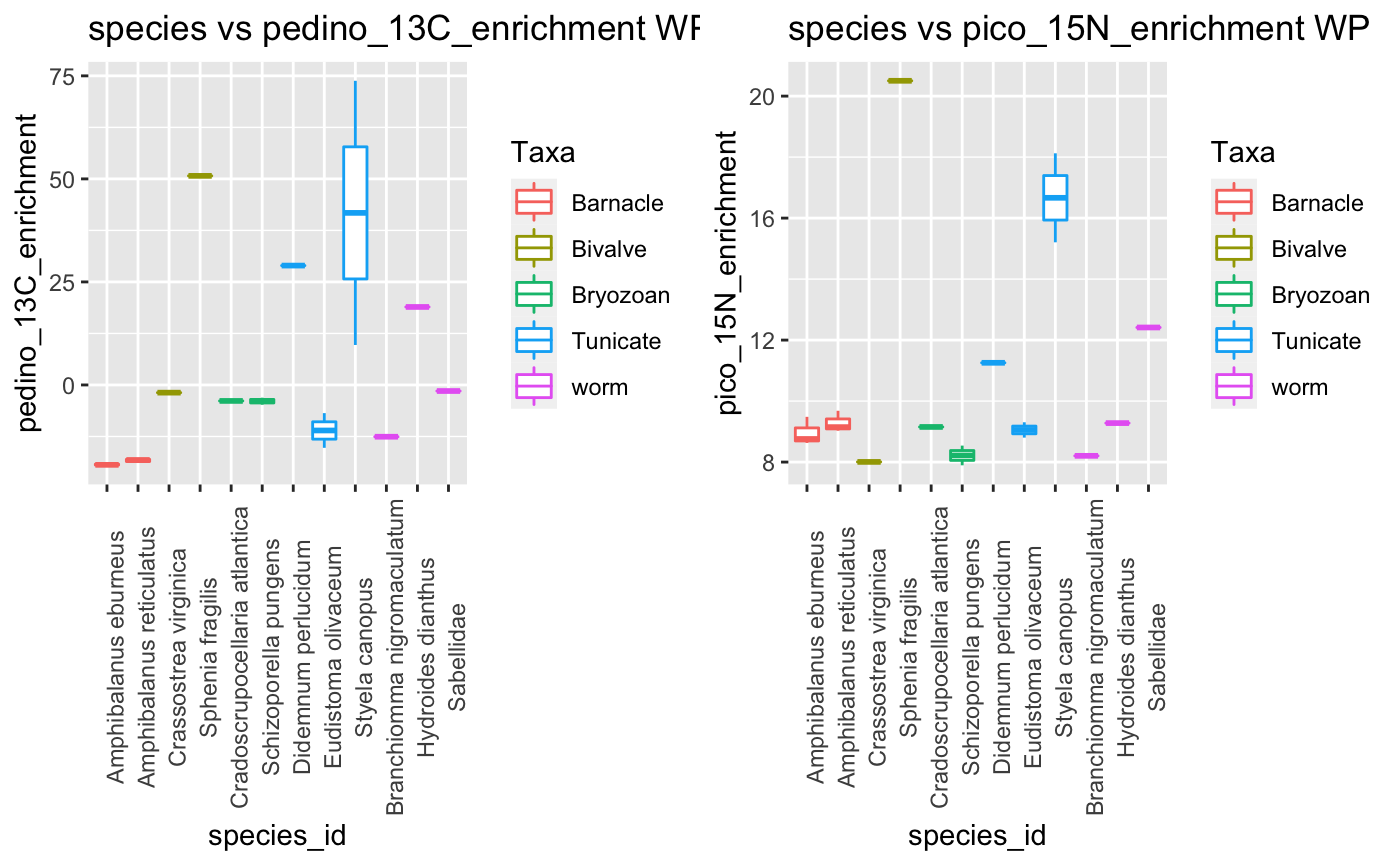 species vs pedino_13C_enrichment WP
pedino_13C_enrichment
75
50
25
0
Amphibalanus eburneus
Amphibalanus reticulatus
Crassostrea virginica
Sphenia fragilis
Cradoscrupocellaria atlantica
Schizoporella pungens
Didemnum perlucidum
Eudistoma olivaceum
Styela canopus
Branchiomma nigromaculatum
Hydroides dianthus
Sabellidae
species_id
Taxa
Barnacle
Bivalve
Bryozoan
Tunicate
worm
species vs pico_15N_enrichment WP
pico_15N_enrichment
20
16
12
8
Amphibalanus eburneus
Amphibalanus reticulatus
Crassostrea virginica
Sphenia fragilis
Cradoscrupocellaria atlantica
Schizoporella pungens
Didemnum perlucidum
Eudistoma olivaceum
Styela canopus
Branchiomma nigromaculatum
Hydroides dianthus
Sabellidae
species_id
Taxa
Barnacle
Bivalve
Bryozoan
Tunicate
worm